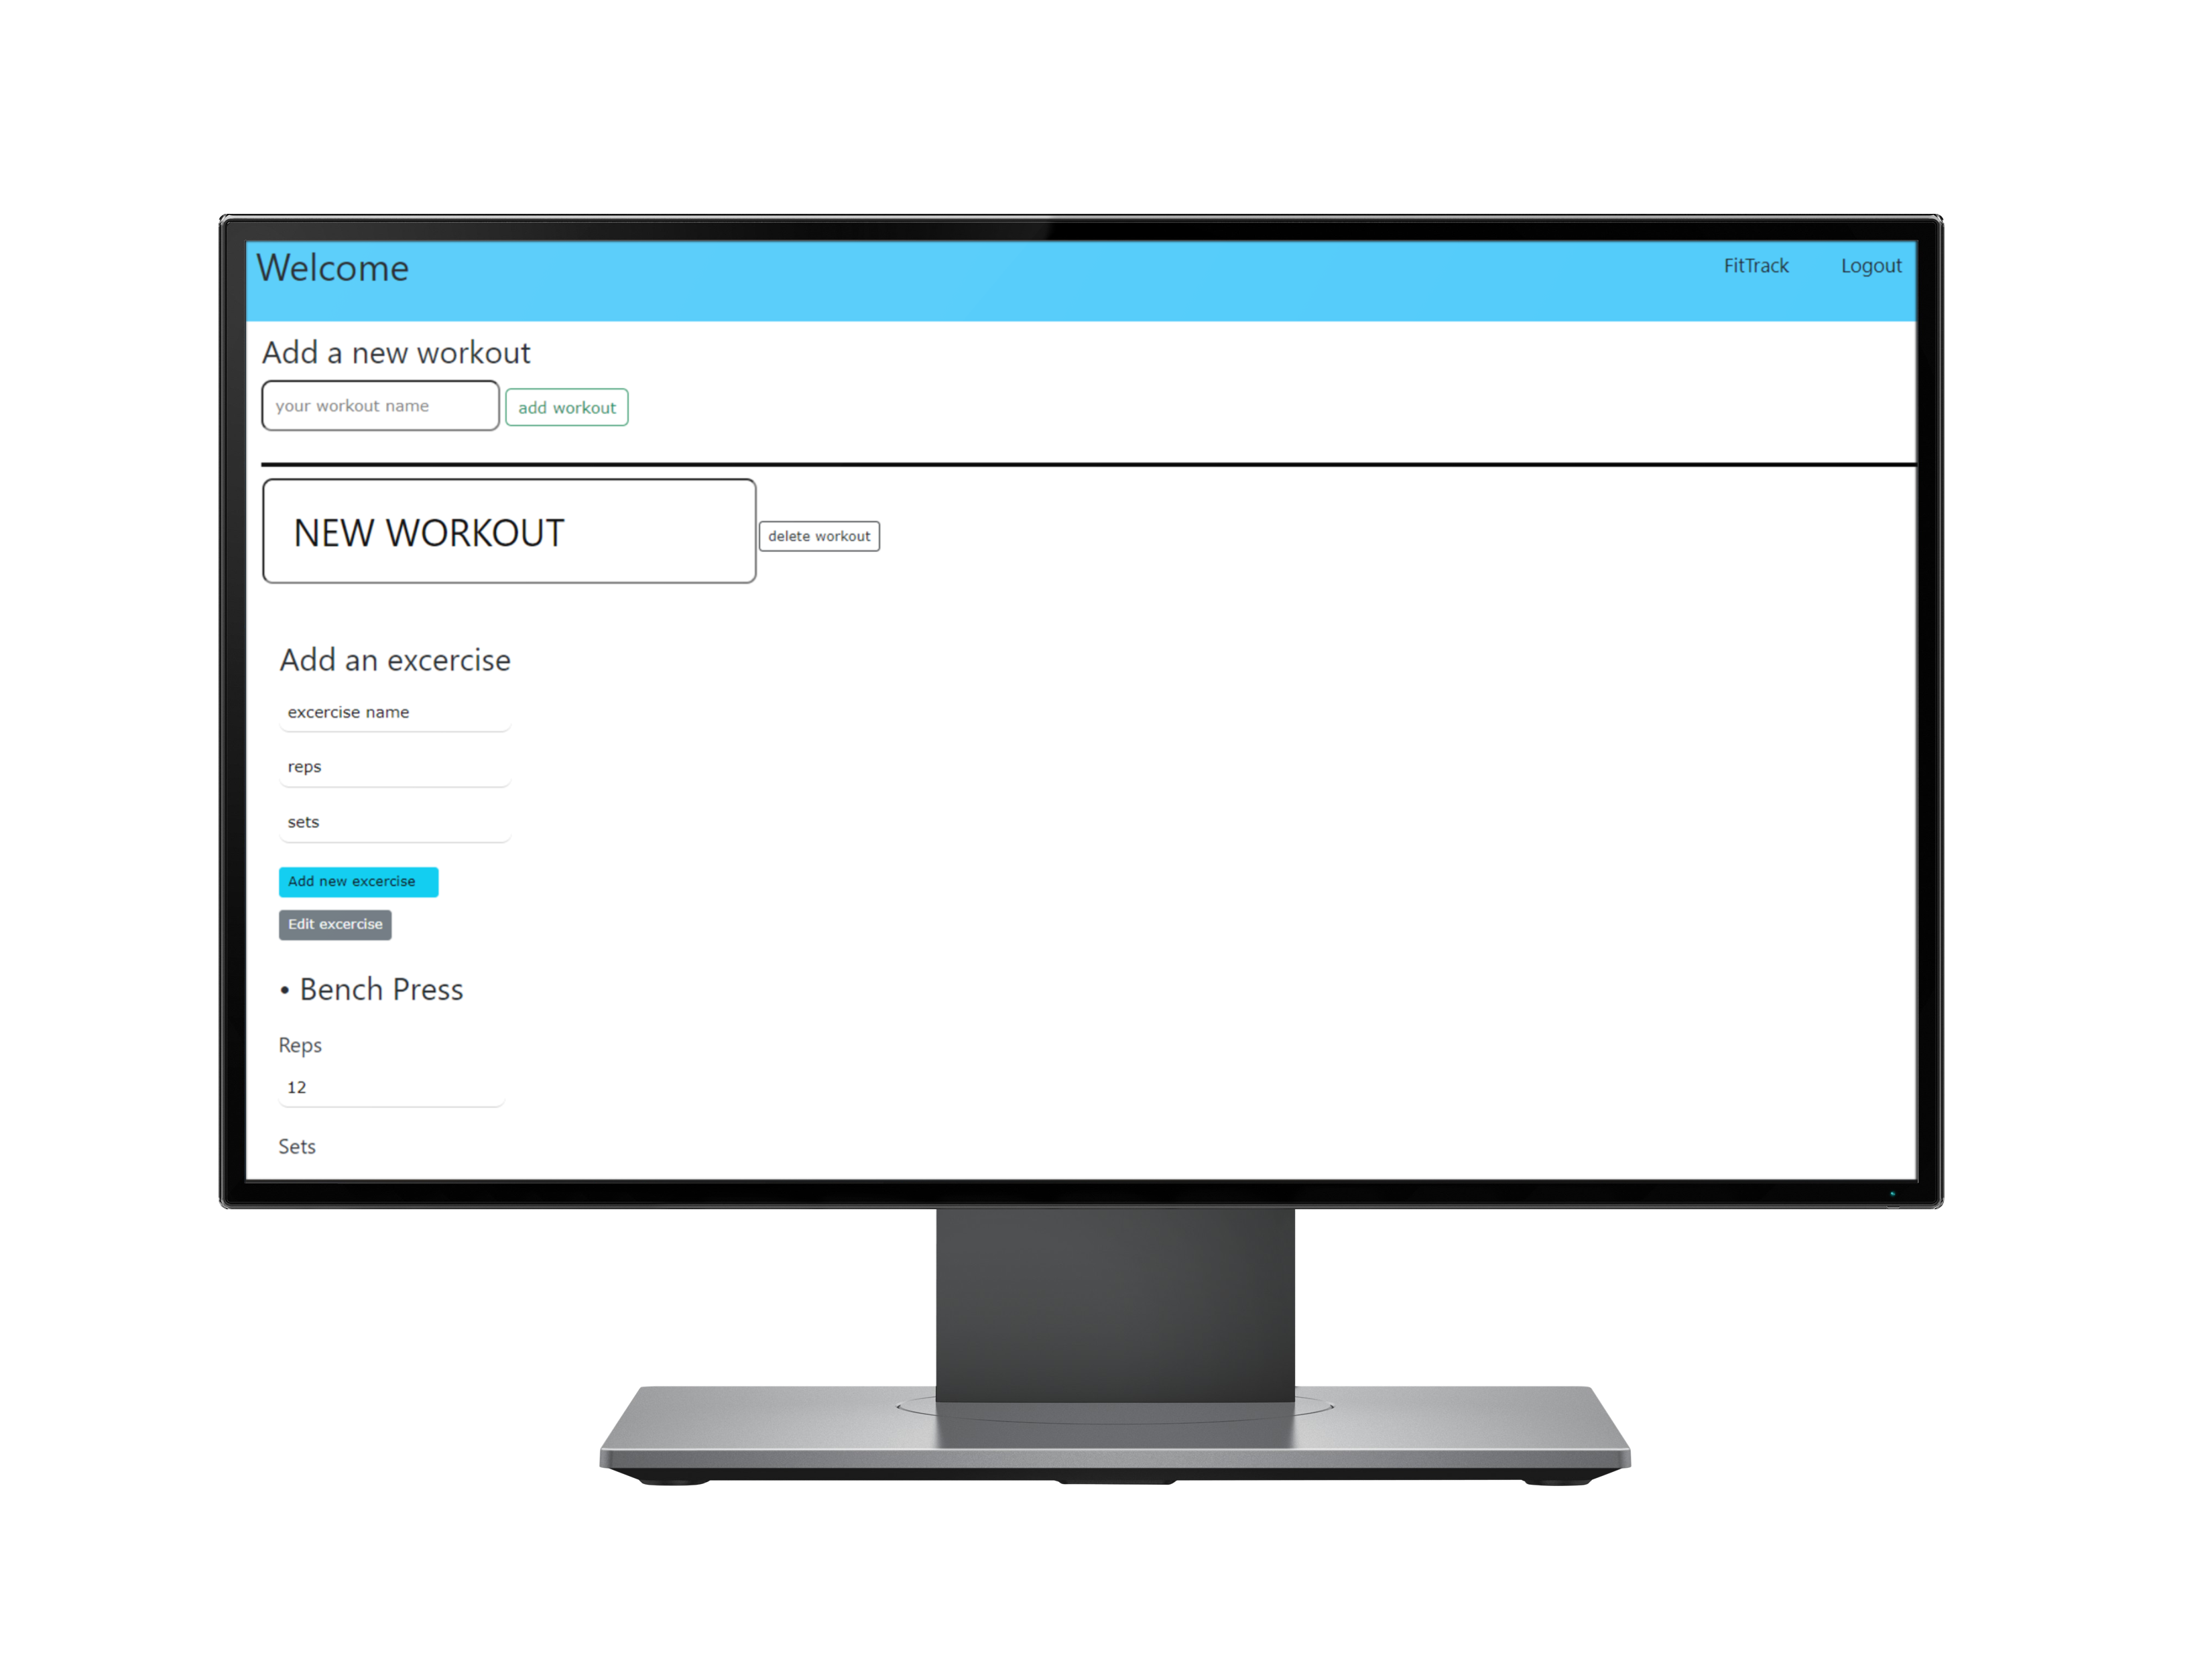 Welcome FitTrack Logout
Add a new workout
your workout name add workout
NEW WORKOUT delete workout
Add an excercise
excercise name
reps
sets
Add new excercise
Edit excercise
• Bench Press
Reps
12
Sets